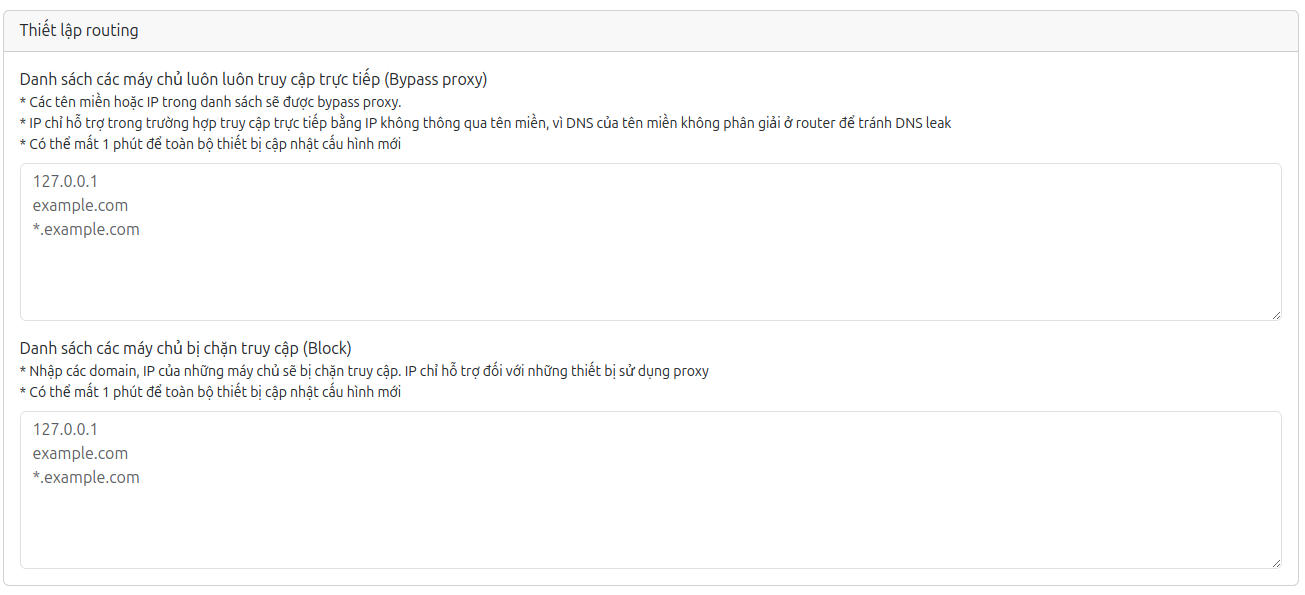 Thiết lập routing
Danh sách các máy chủ luôn luôn truy cập trực tiếp (Bypass proxy)
* Các tên miền hoặc IP trong danh sách sẽ được bypass proxy.
* IP chỉ hỗ trợ trong trường hợp truy cập trực tiếp bằng IP không thông qua tên miền, vì DNS của tên miền không phân giải ở router để tránh DNS leak
* Có thể mất 1 phút để toàn bộ thiết bị cập nhật cấu hình mới
127.0.0.1
example.com
*.example.com
Danh sách các máy chủ bị chặn truy cập (Block)
* Nhập các domain, IP của những máy chủ sẽ bị chặn truy cập. IP chỉ hỗ trợ đối với những thiết bị sử dụng proxy
* Có thể mất 1 phút để toàn bộ thiết bị cập nhật cấu hình mới
127.0.0.1
example.com
*.example.com